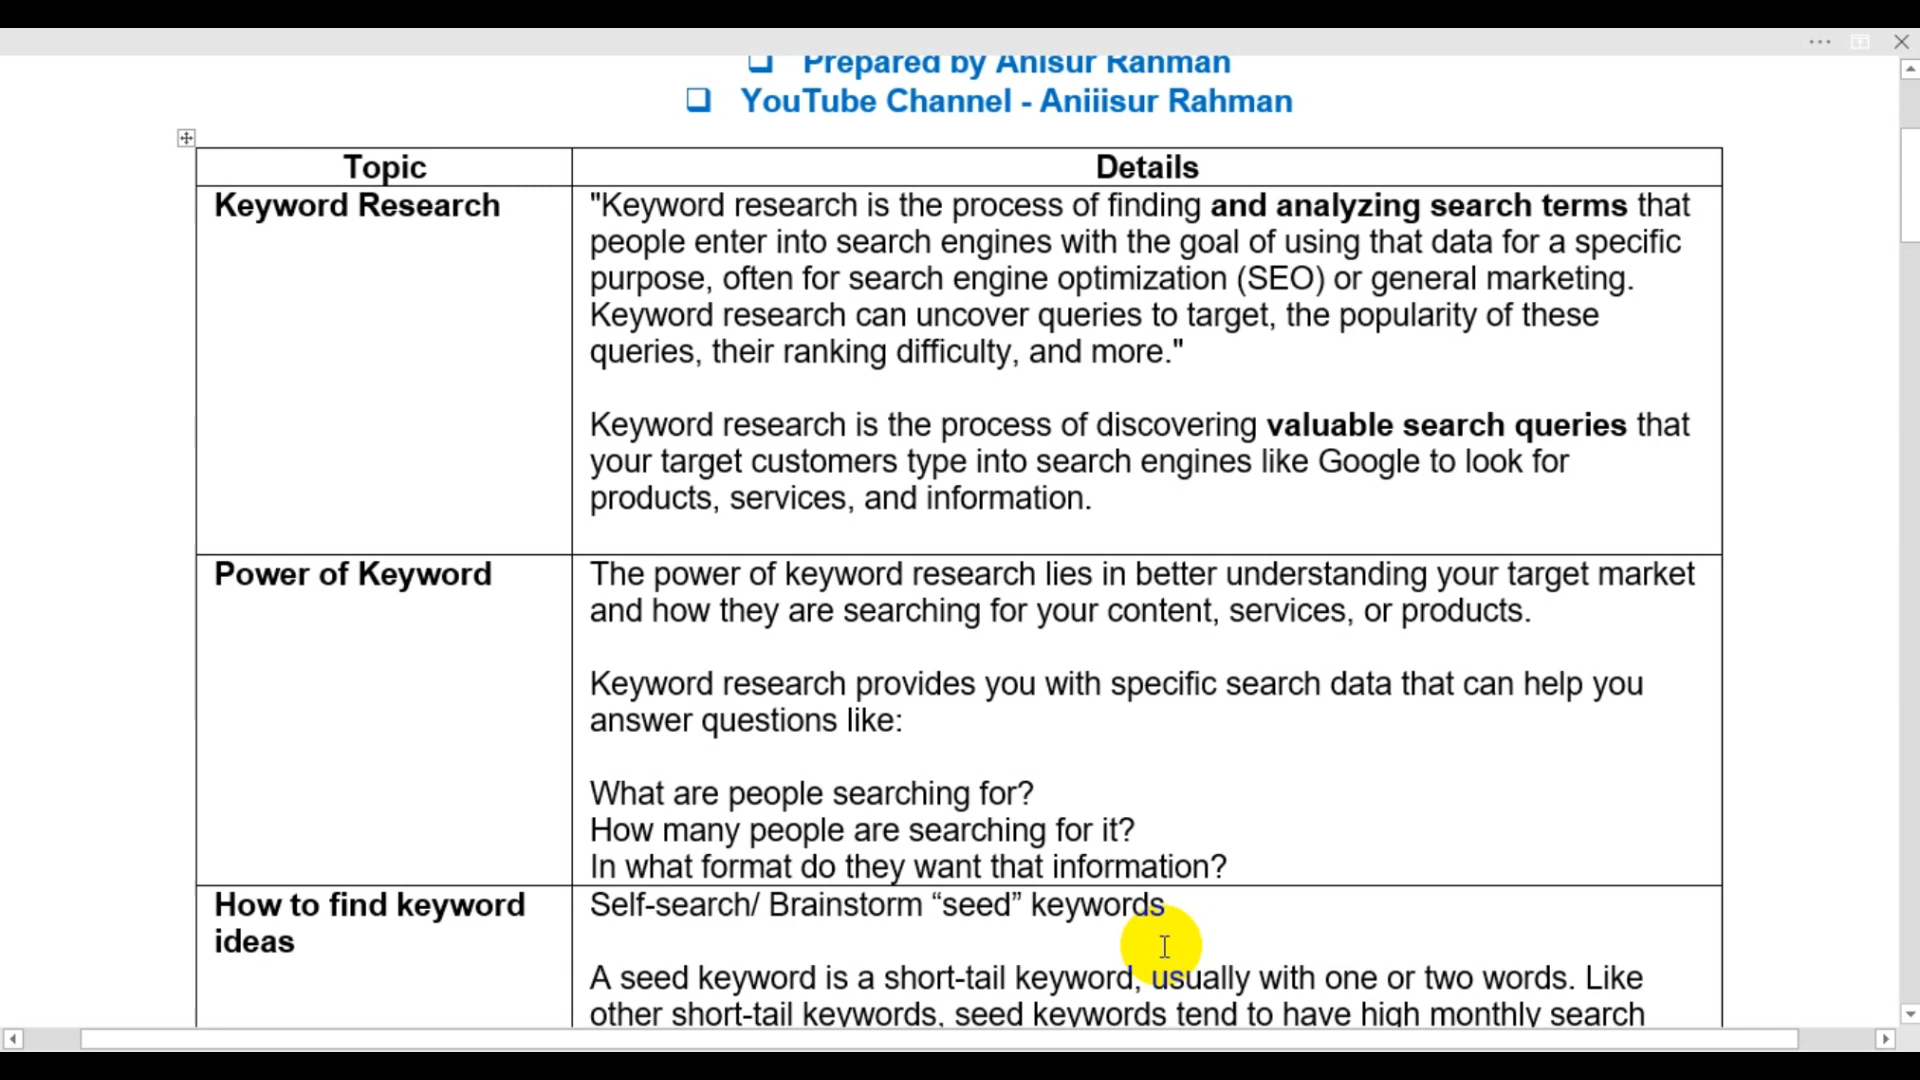 ❑ Prepared by Anisur Rahman
❑ YouTube Channel - Aniiisur Rahman
Topic
Details
Keyword Research
"Keyword research is the process of finding and analyzing search terms that
people enter into search engines with the goal of using that data for a specific
purpose, often for search engine optimization (SEO) or general marketing.
Keyword research can uncover queries to target, the popularity of these
queries, their ranking difficulty, and more."
Keyword research is the process of discovering valuable search queries that
your target customers type into search engines like Google to look for
products, services, and information.
Power of Keyword
The power of keyword research lies in better understanding your target market
and how they are searching for your content, services, or products.
Keyword research provides you with specific search data that can help you
answer questions like:
What are people searching for?
How many people are searching for it?
In what format do they want that information?
How to find keyword
ideas
Self-search/ Brainstorm “seed” keywords
A seed keyword is a short-tail keyword, usually with one or two words. Like
other short-tail keywords, seed keywords tend to have high monthly search